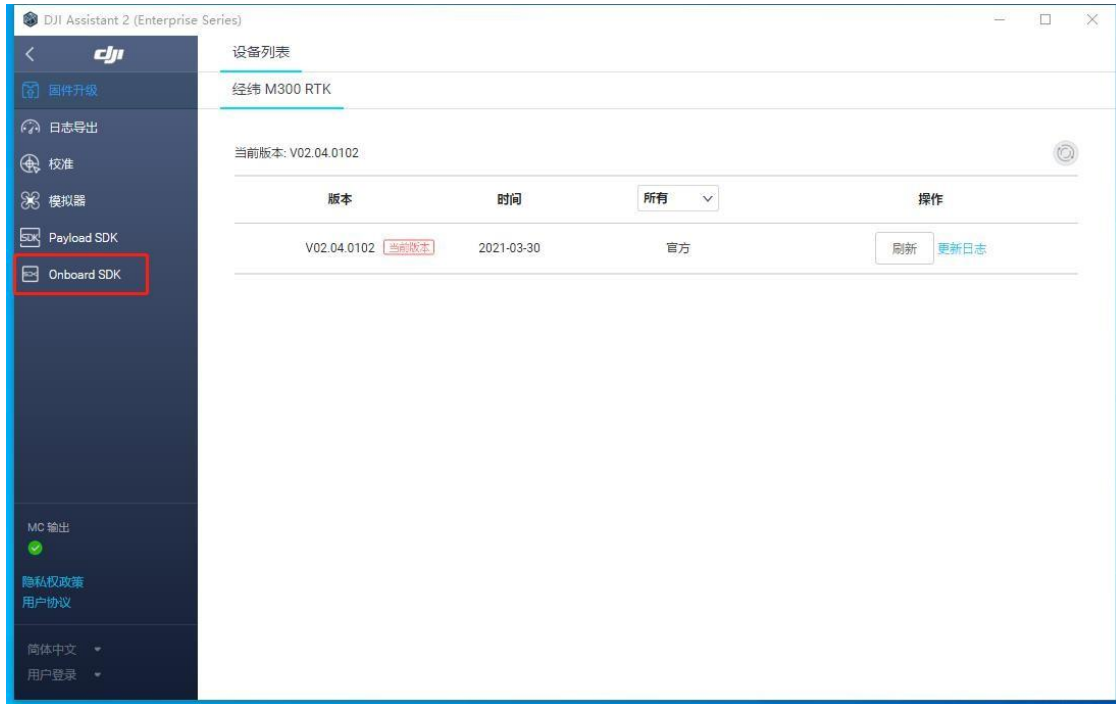 DJI Assistant 2 (Enterprise Series)
dji
设备列表
固件升级
经纬 M300 RTK
日志导出
校准
当前版本: V02.04.0102
模拟器
版本 时间 所有 操作
Payload SDK
V02.04.0102 当前版本 2021-03-30 官方 刷新 更新日志
Onboard SDK
MC 输出
隐私权政策
用户协议
简体中文
用户登录